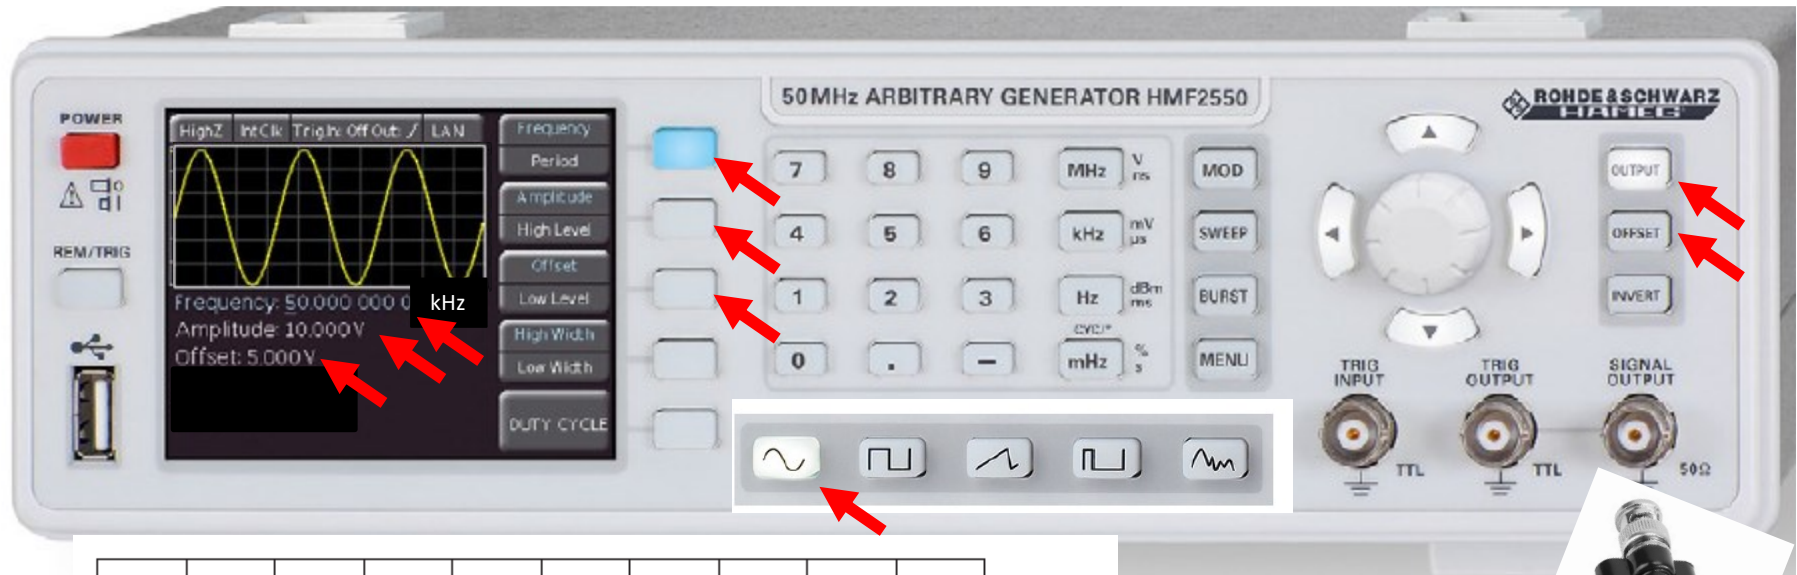 50MHz ARBITRARY GENERATOR HMF2550
ROHDE & SCHWARZ
HAMEG
POWER
REM/TRIG
HighZ IntClk Trig In: Off Out: LAN
Frequency
Period
Amplitude
High Level
Offset
Low Level
High Width
Low Width
DUTY CYCLE
Frequency: 50.000 000 0 kHz
Amplitude: 10.000 V
Offset: 5.000 V
7 8 9 MHz V ns MOD
4 5 6 kHz mV µs SWEEP
1 2 3 Hz dBm ms BURST
0 . − mHz % s MENU
OUTPUT
OFFSET
INVERT
TRIG INPUT
TRIG OUTPUT
SIGNAL OUTPUT
TTL
TTL
50Ω